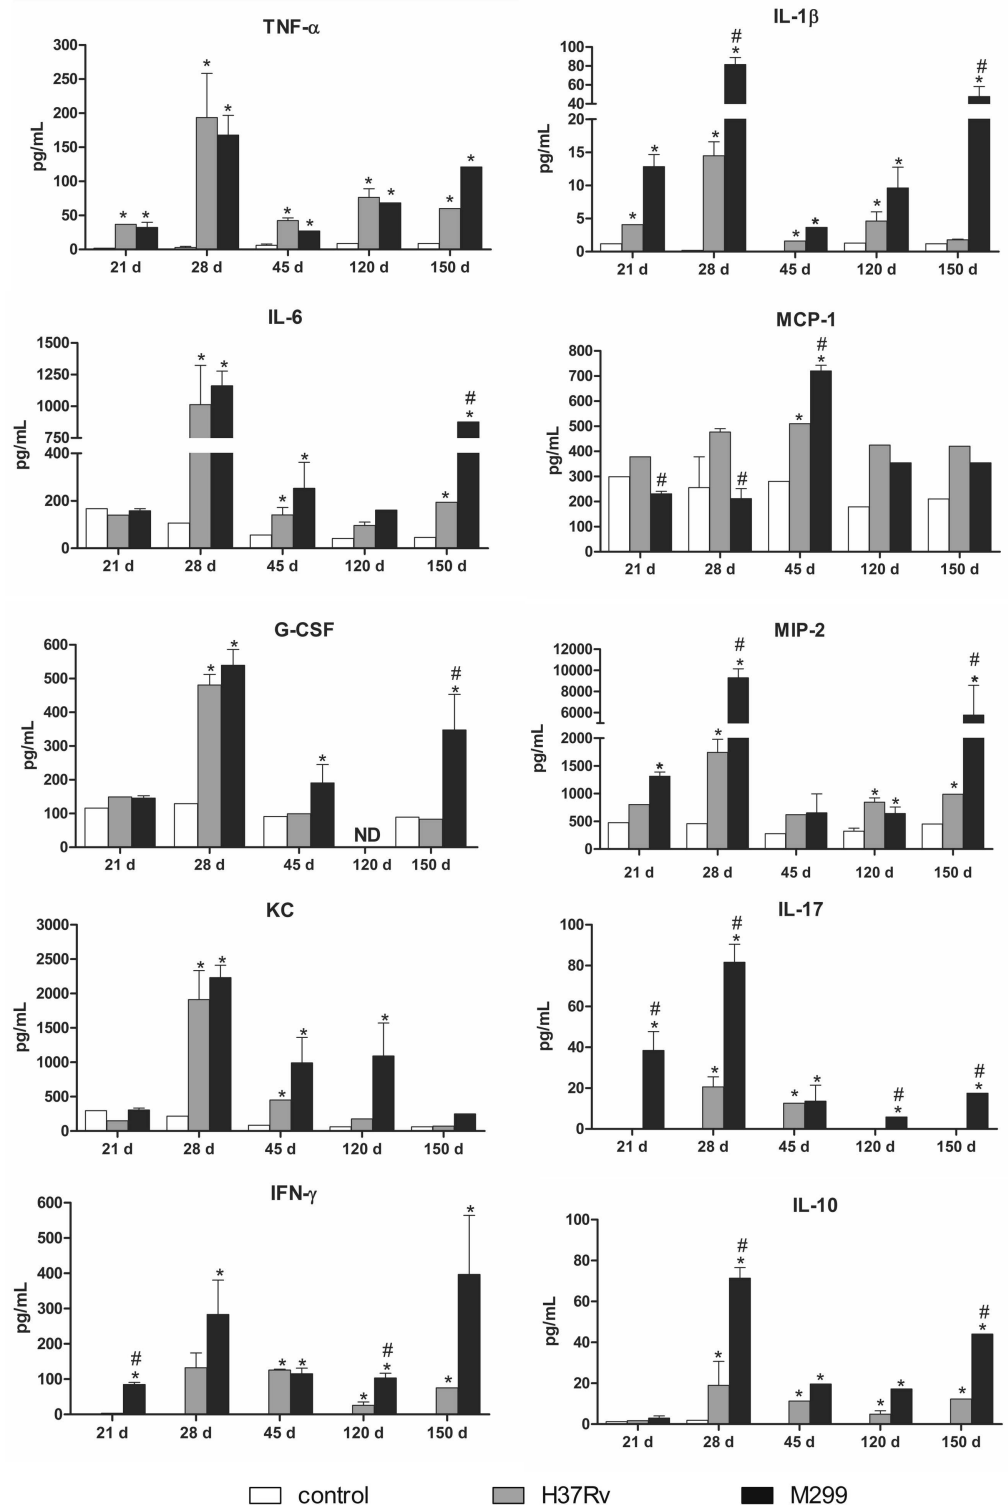 TNF-α
300
250
200
150
100
50
0
pg/mL
* * * * * * * * * *
21 d 28 d 45 d 120 d 150 d
IL-1β
100
80
60
40
20
15
10
5
0
pg/mL
* * * # * * * * * # *
21 d 28 d 45 d 120 d 150 d
IL-6
1500
1250
1000
750
400
200
0
pg/mL
* * * * * # *
21 d 28 d 45 d 120 d 150 d
MCP-1
800
700
600
500
400
300
200
100
0
pg/mL
# # * # *
21 d 28 d 45 d 120 d 150 d
G-CSF
600
500
400
300
200
100
0
pg/mL
* * * # *
ND
21 d 28 d 45 d 120 d 150 d
MIP-2
12000
10000
8000
6000
2000
1500
1000
500
0
pg/mL
* * # * * * * # *
21 d 28 d 45 d 120 d 150 d
KC
3000
2500
2000
1500
1000
500
0
pg/mL
* * * * *
21 d 28 d 45 d 120 d 150 d
IL-17
100
80
60
40
20
0
pg/mL
# * * # * * * # * # *
21 d 28 d 45 d 120 d 150 d
IFN-γ
600
500
400
300
200
100
0
pg/mL
# * * * * * # * * *
21 d 28 d 45 d 120 d 150 d
IL-10
100
80
60
40
20
0
pg/mL
* # * * * * * * # *
21 d 28 d 45 d 120 d 150 d
control H37Rv M299